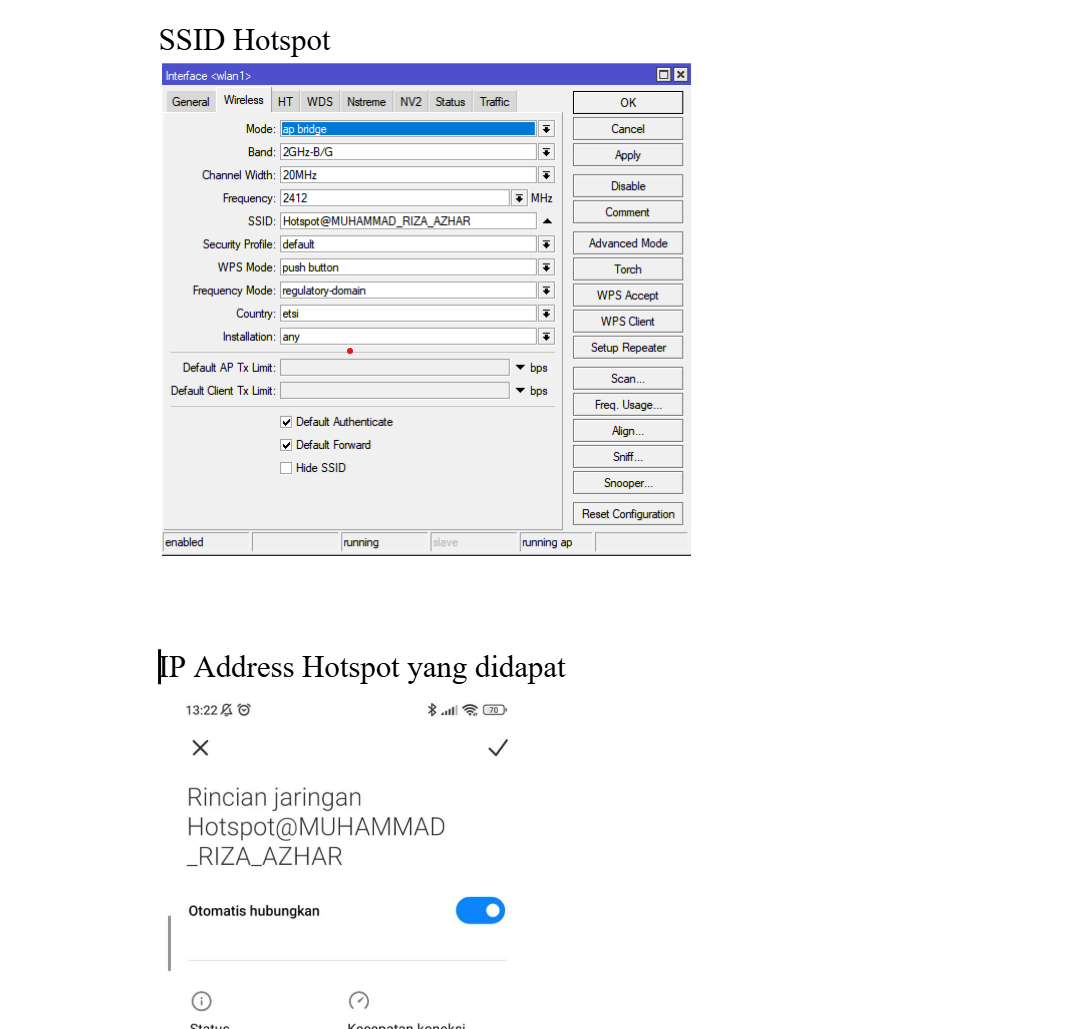 SSID Hotspot
Interface <wlan1>
General Wireless HT WDS Nstreme NV2 Status Traffic
Mode: ap bridge
Band: 2GHz-B/G
Channel Width: 20MHz
Frequency: 2412 MHz
SSID: Hotspot@MUHAMMAD_RIZA_AZHAR
Security Profile: default
WPS Mode: push button
Frequency Mode: regulatory-domain
Country: etsi
Installation: any
Default AP Tx Limit: bps
Default Client Tx Limit: bps
Default Authenticate
Default Forward
Hide SSID
OK
Cancel
Apply
Disable
Comment
Advanced Mode
Torch
WPS Accept
WPS Client
Setup Repeater
Scan...
Freq. Usage...
Align...
Sniff...
Snooper...
Reset Configuration
enabled running slave running ap
IP Address Hotspot yang didapat
13:22 70
Rincian jaringan
Hotspot@MUHAMMAD
_RIZA_AZHAR
Otomatis hubungkan
Status Kecepatan koneksi